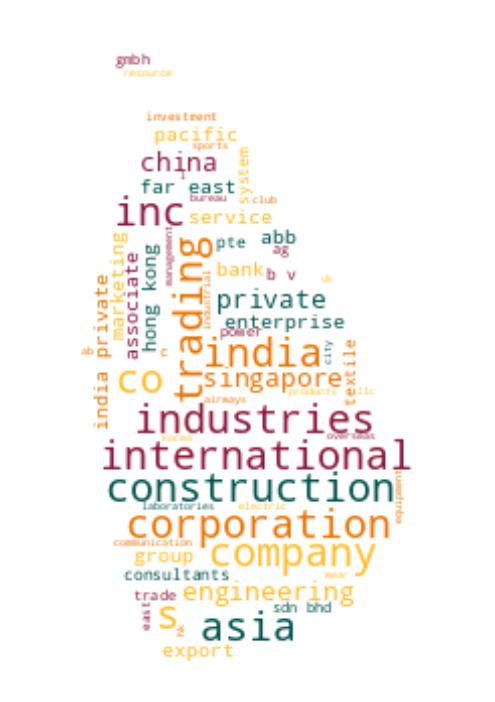 gmbh
resource
investment
pacific
sports
china
system
i
far east
bureau
club
inc
service
trading
management
pte
abb
ag
marketing
associate
hong kong
bank
b v
uk
industrial
india private
private
enterprise
power
ab
c
india
city
textile
co
singapore
products
llc
airways
industries
korea
overseas
international
equipment
construction
laboratories
electric
corporation
communication
group
company
consultants
wear
engineering
trade
east
s
sdn bhd
hk
asia
export